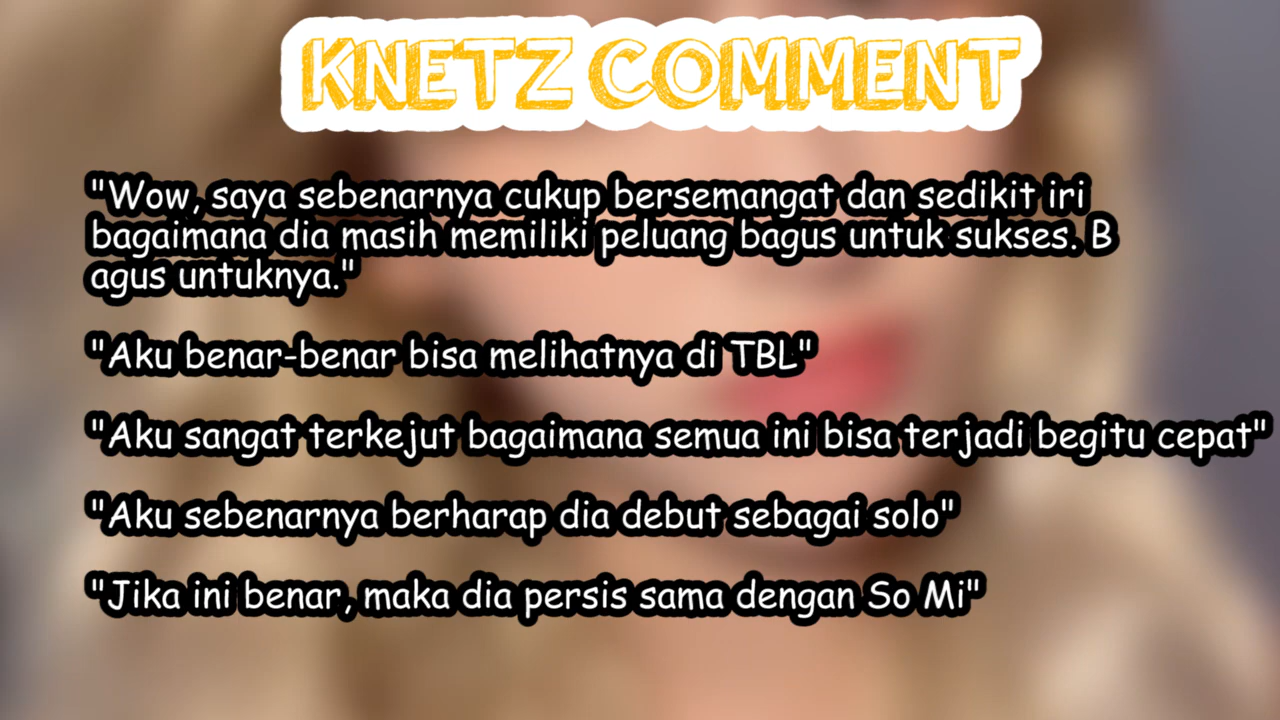 KNETZ COMMENT
"Wow, saya sebenarnya cukup bersemangat dan sedikit iri
bagaimana dia masih memiliki peluang bagus untuk sukses. B
agus untuknya."
"Aku benar-benar bisa melihatnya di TBL"
"Aku sangat terkejut bagaimana semua ini bisa terjadi begitu cepat"
"Aku sebenarnya berharap dia debut sebagai solo"
"Jika ini benar, maka dia persis sama dengan So Mi"